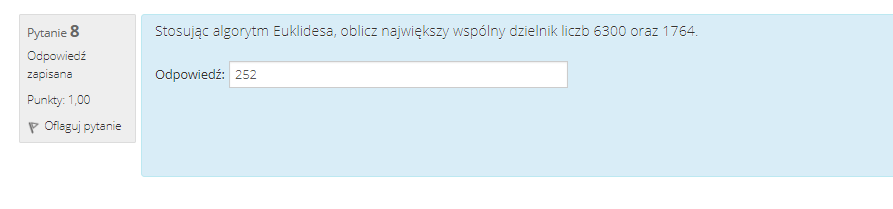 Pytanie 8
Odpowiedź
zapisana
Punkty: 1,00
Oflaguj pytanie
Stosując algorytm Euklidesa, oblicz największy wspólny dzielnik liczb 6300 oraz 1764.
Odpowiedź: 252